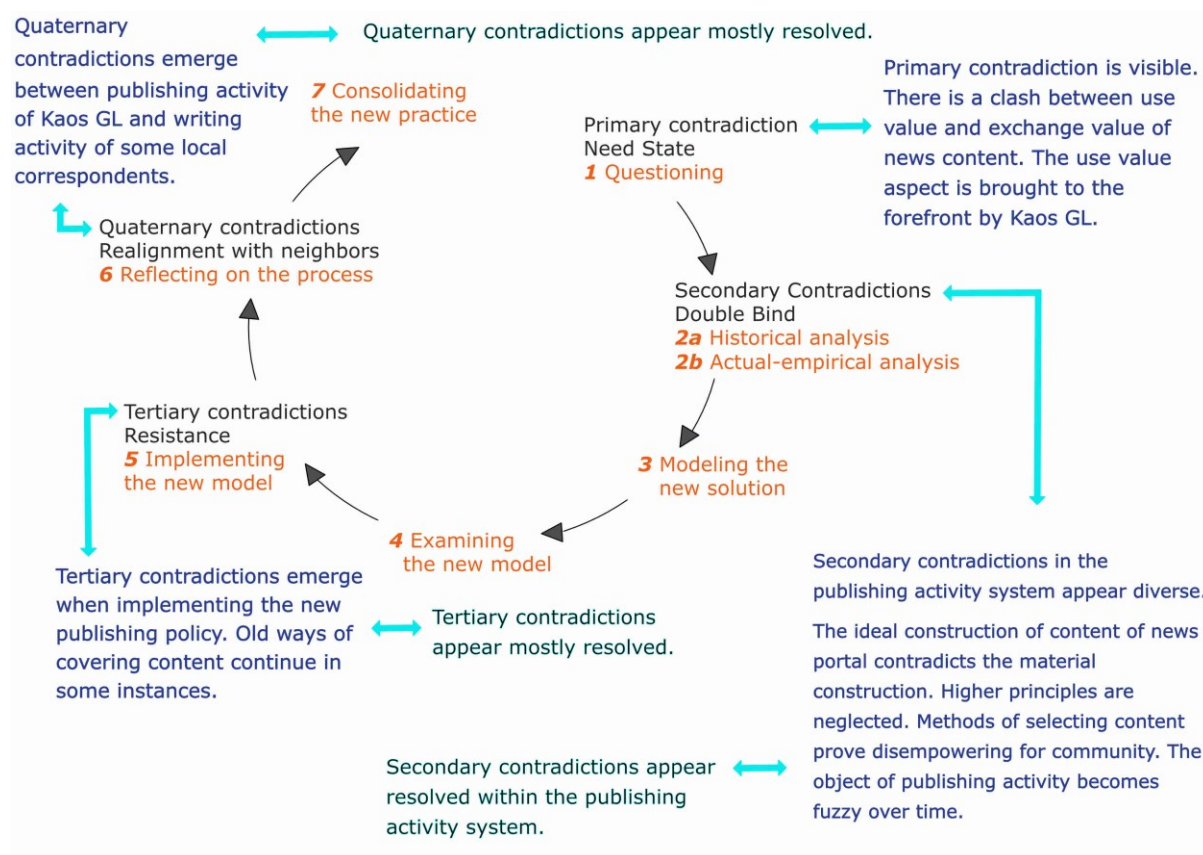 Quaternary
contradictions emerge
between publishing activity
of Kaos GL and writing
activity of some local
correspondents.
Quaternary contradictions appear mostly resolved.
7 Consolidating
the new practice
Primary contradiction
Need State
1 Questioning
Primary contradiction is visible.
There is a clash between use
value and exchange value of
news content. The use value
aspect is brought to the
forefront by Kaos GL.
Quaternary contradictions
Realignment with neighbors
6 Reflecting on the process
Secondary Contradictions
Double Bind
2a Historical analysis
2b Actual-empirical analysis
Tertiary contradictions
Resistance
5 Implementing
the new model
3 Modeling the
new solution
4 Examining
the new model
Tertiary contradictions emerge
when implementing the new
publishing policy. Old ways of
covering content continue in
some instances.
Tertiary contradictions
appear mostly resolved.
Secondary contradictions in the
publishing activity system appear diverse.
The ideal construction of content of news
portal contradicts the material
construction. Higher principles are
neglected. Methods of selecting content
prove disempowering for community. The
object of publishing activity becomes
fuzzy over time.
Secondary contradictions appear
resolved within the publishing
activity system.